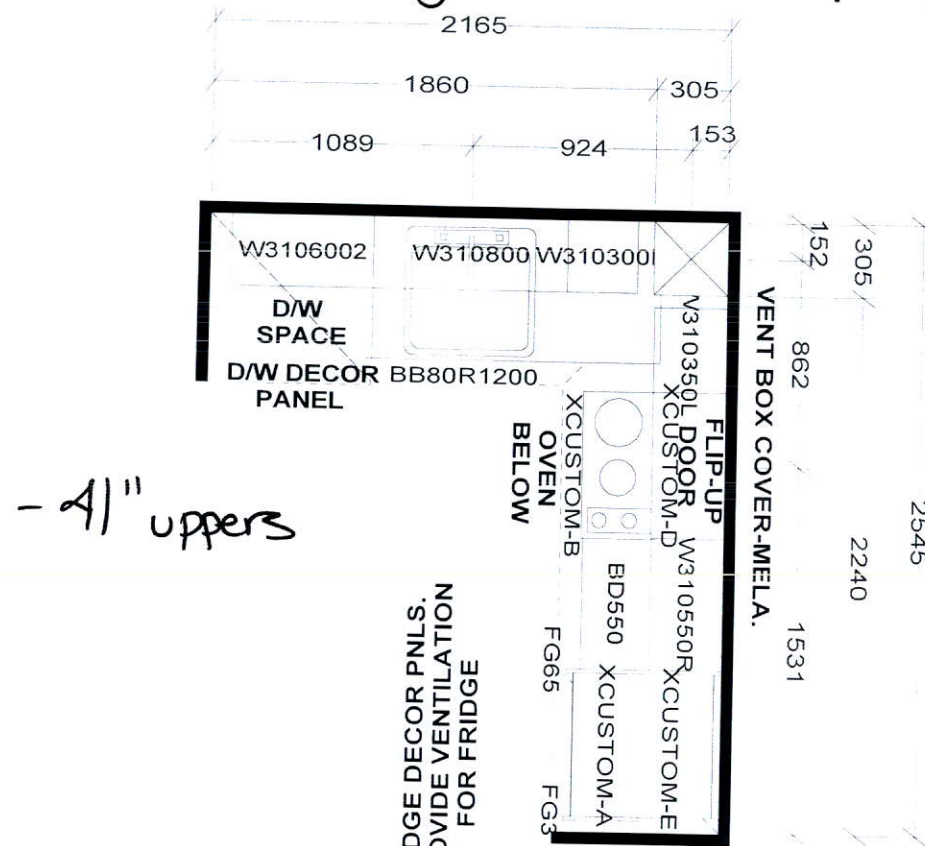 2165
1860 305
1089 924 153
W3106002 W310800 W310300
D/W
SPACE
D/W DECOR
PANEL
BB80R1200
V310350L
XCUSTOM-D
FLIP-UP
DOOR
VENT BOX COVER-MELA.
152
305
862
2545
2240
1531
XCUSTOM-B
OVEN
BELOW
- 41" uppers
BD550
W310550R
FG65
XCUSTOM-A
XCUSTOM-E
FG3
DGE DECOR PNLS.
OVIDE VENTILATION
FOR FRIDGE